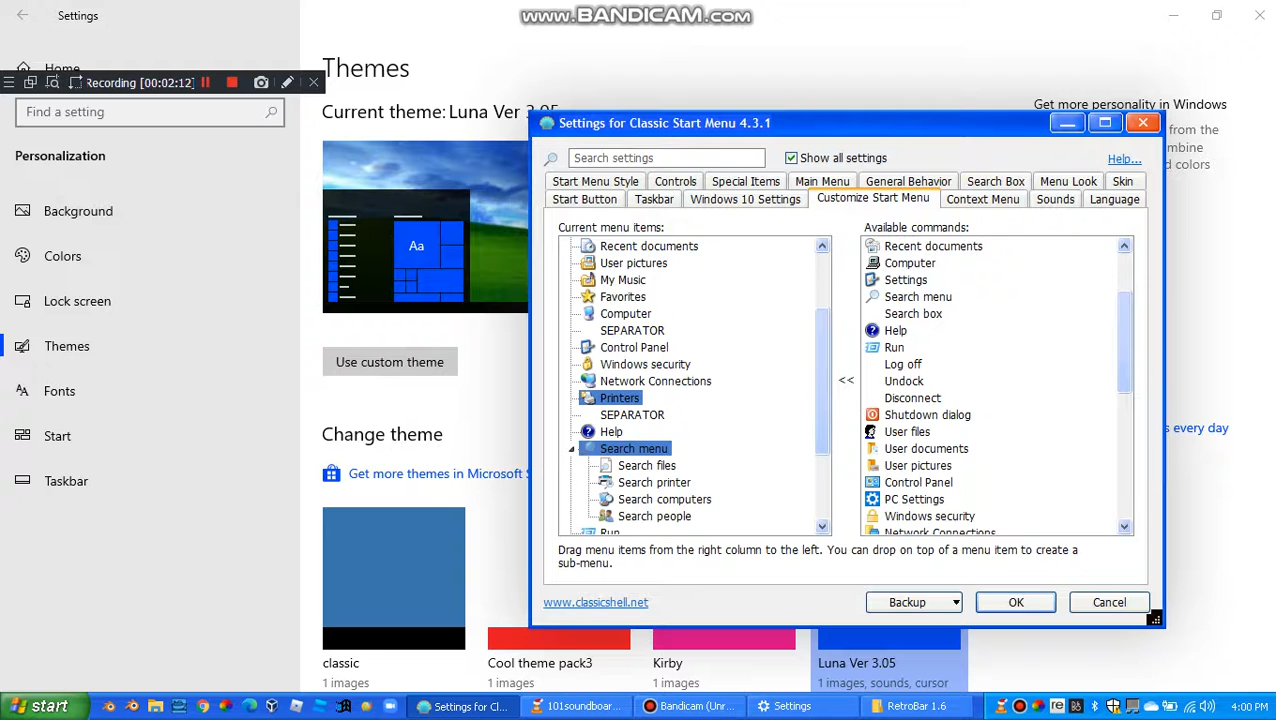 Settings
www.BANDICAM.com
Home
Recording [00:02:12]
Find a setting
Personalization
Background
Colors
Lock screen
Themes
Fonts
Start
Taskbar
Themes
Current theme: Luna Ver 3.05
Aa
Use custom theme
Change theme
Get more themes in Microsoft S
classic
1 images
Cool theme pack3
1 images
Kirby
1 images
Luna Ver 3.05
1 images, sounds, cursor
Get more personality in Windows
from the
mbine
d colors
s every day
Settings for Classic Start Menu 4.3.1
Search settings
Show all settings
Help...
Start Menu Style
Controls
Special Items
Main Menu
General Behavior
Search Box
Menu Look
Skin
Start Button
Taskbar
Windows 10 Settings
Customize Start Menu
Context Menu
Sounds
Language
Current menu items:
Recent documents
User pictures
My Music
Favorites
Computer
SEPARATOR
Control Panel
Windows security
Network Connections
Printers
SEPARATOR
Help
Search menu
Search files
Search printer
Search computers
Search people
Run
<<
Available commands:
Recent documents
Computer
Settings
Search menu
Search box
Help
Run
Log off
Undock
Disconnect
Shutdown dialog
User files
User documents
User pictures
Control Panel
PC Settings
Windows security
Network Connections
Drag menu items from the right column to the left. You can drop on top of a menu item to create a
sub-menu.
www.classicshell.net
Backup
OK
Cancel
start
Settings for Cl...
101soundboar...
Bandicam (Unr...
Settings
RetroBar 1.6
re
4:00 PM